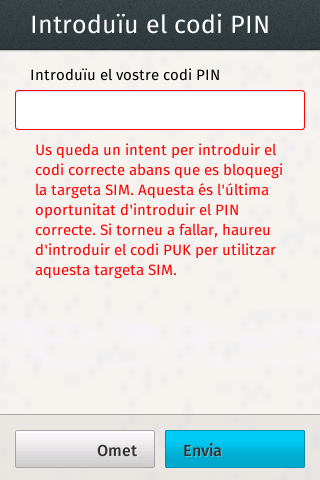 Introduïu el codi PIN
Introduïu el vostre codi PIN
Us queda un intent per introduir el
codi correcte abans que es bloquegi
la targeta SIM. Aquesta és l'última
oportunitat d'introduir el PIN
correcte. Si torneu a fallar, haureu
d'introduir el codi PUK per utilitzar
aquesta targeta SIM.
Omet
Envia